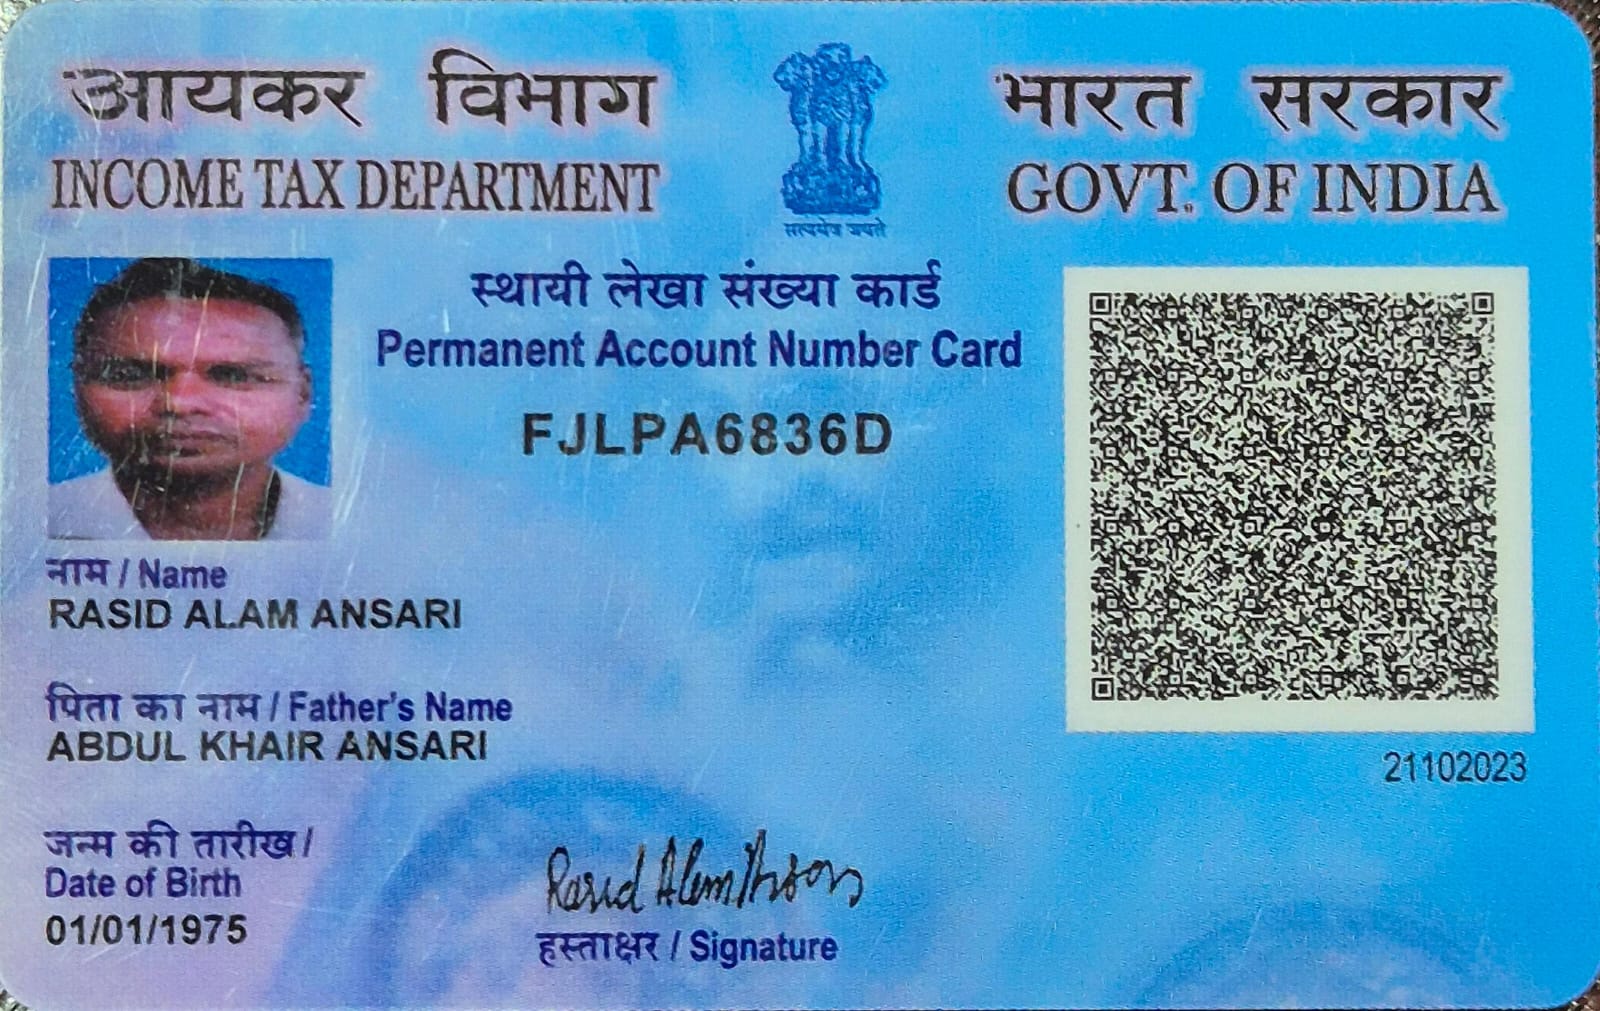 आयकर विभाग
INCOME TAX DEPARTMENT
सत्यमेव जयते
भारत सरकार
GOVT. OF INDIA
स्थायी लेखा संख्या कार्ड
Permanent Account Number Card
FJLPA6836D
नाम / Name
RASID ALAM ANSARI
पिता का नाम / Father's Name
ABDUL KHAIR ANSARI
21102023
जन्म की तारीख /
Date of Birth
01/01/1975
Rasid Alam Ansari
हस्ताक्षर / Signature